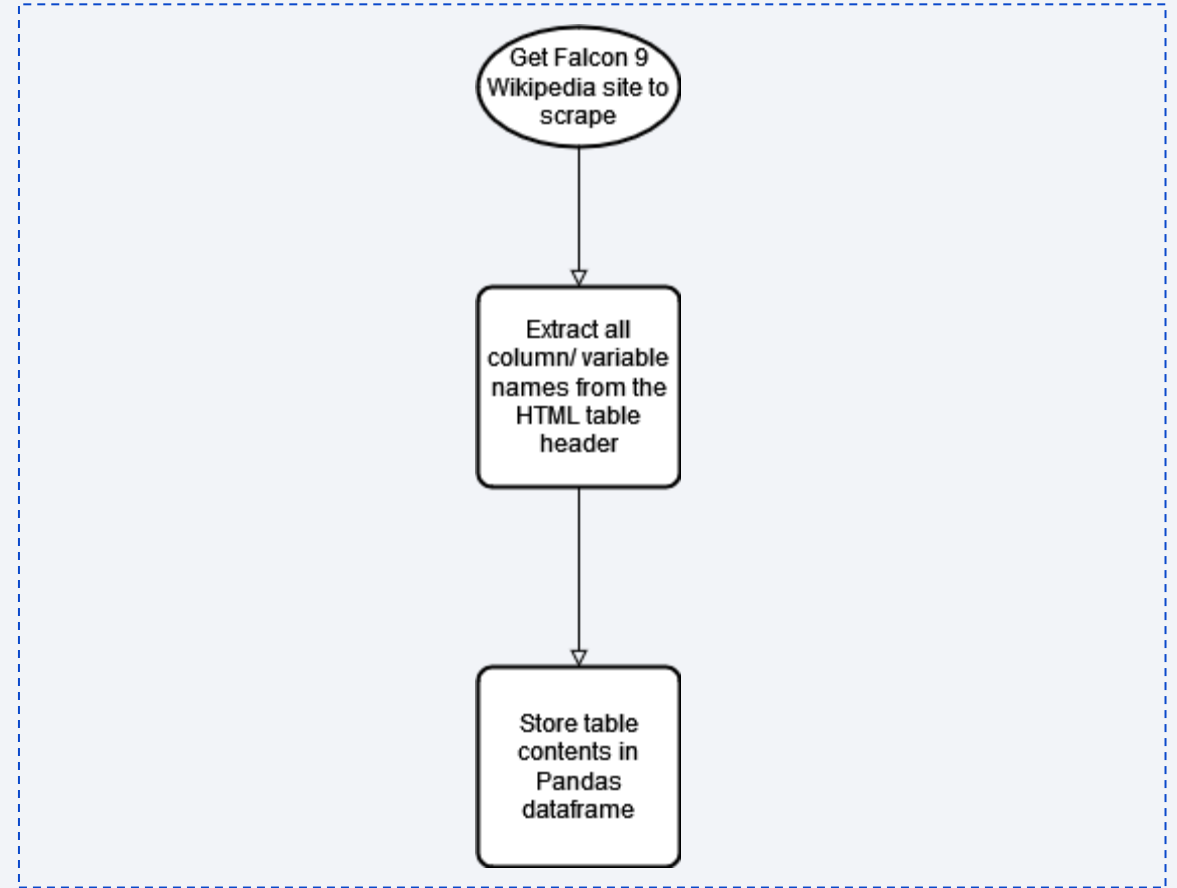 Get Falcon 9
Wikipedia site to
scrape
Extract all
column/ variable
names from the
HTML table
header
Store table
contents in
Pandas
dataframe